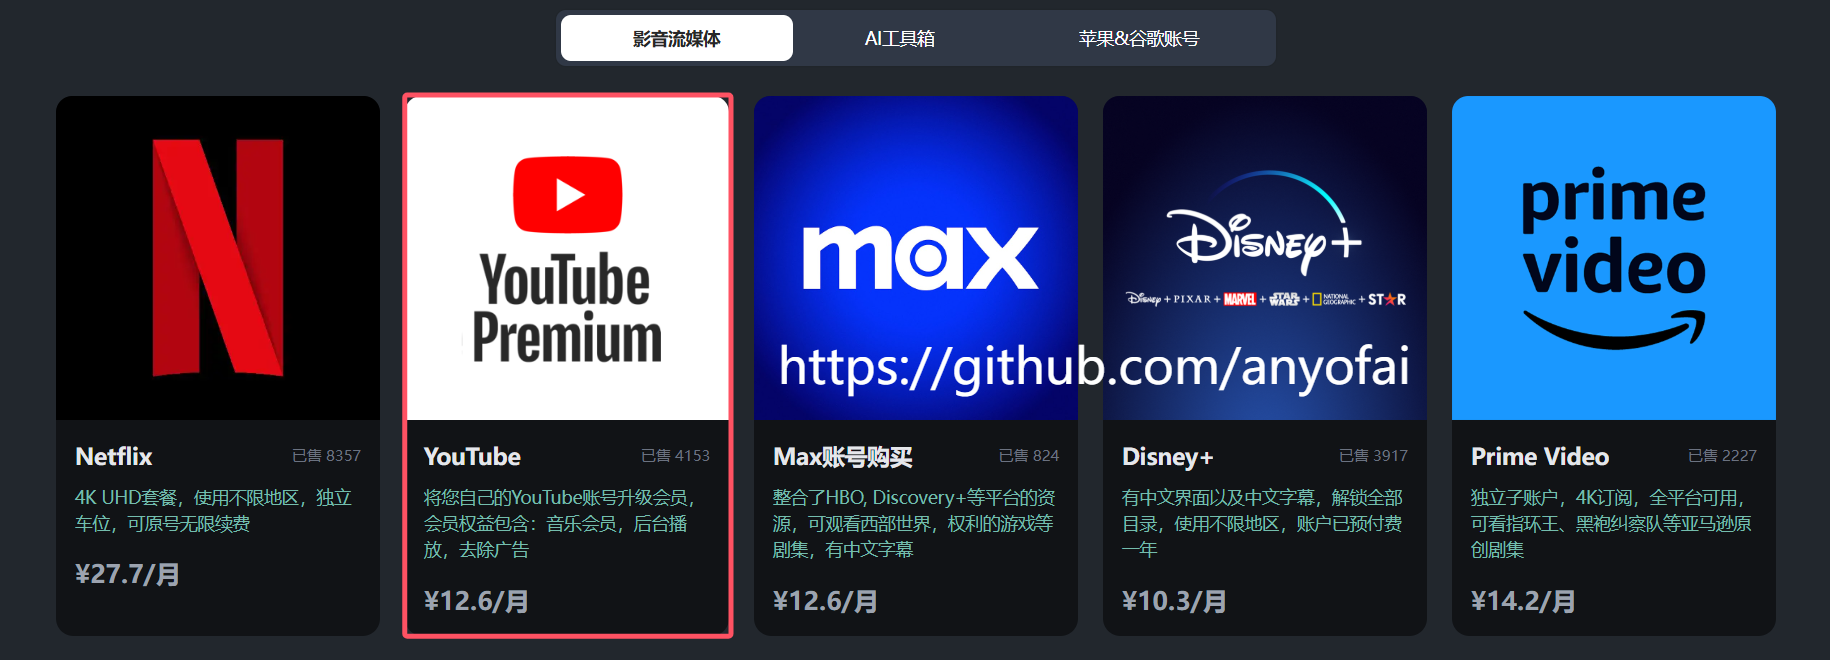 影音流媒体
AI工具箱
苹果&谷歌账号
N
YouTube
Premium
max
Disney+
Disney + PIXAR + MARVEL + STAR WARS + NATIONAL GEOGRAPHIC + STAR
prime
video
https://github.com/anyofai
Netflix
已售 8357
4K UHD套餐，使用不限地区，独立
车位，可原号无限续费
¥27.7/月
YouTube
已售 4153
将您自己的YouTube账号升级会员，
会员权益包含：音乐会员，后台播
放，去除广告
¥12.6/月
Max账号购买
已售 824
整合了HBO, Discovery+等平台的资
源，可观看西部世界，权利的游戏等
剧集，有中文字幕
¥12.6/月
Disney+
已售 3917
有中文界面以及中文字幕，解锁全部
目录，使用不限地区，账户已预付费
一年
¥10.3/月
Prime Video
已售 2227
独立子账户，4K订阅，全平台可用，
可看指环王、黑袍纠察队等亚马逊原
创剧集
¥14.2/月